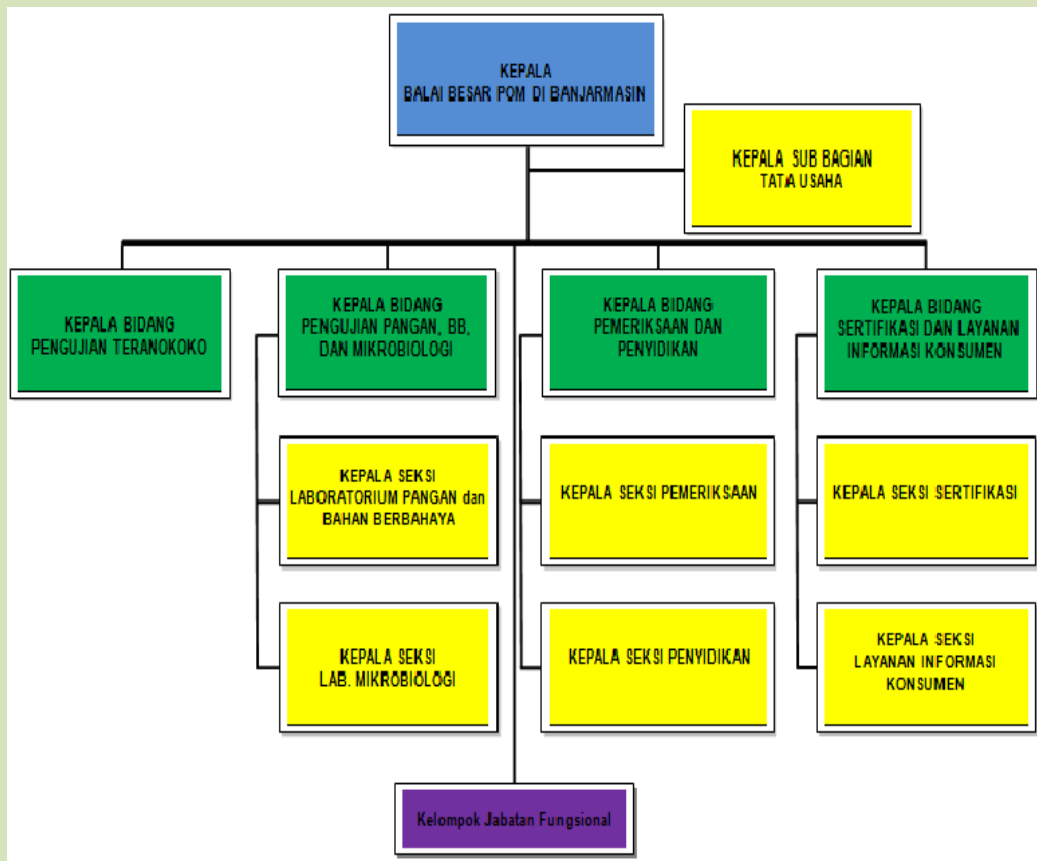 KEPALA
BALAI BESAR POM DI BANJARMASIN
KEPALA SUB BAGIAN
TATA USAHA
KEPALA BIDANG
PENGUJIAN TERANOKOKO
KEPALA BIDANG
PENGUJIAN PANGAN, BB,
DAN MIKROBIOLOGI
KEPALA BIDANG
PEMERIKSAAN DAN
PENYIDIKAN
KEPALA BIDANG
SERTIFIKASI DAN LAYANAN
INFORMASI KONSUMEN
KEPALA SEKSI
LABORATORIUM PANGAN dan
BAHAN BERBAHAYA
KEPALA SEKSI PEMERIKSAAN
KEPALA SEKSI SERTIFIKASI
KEPALA SEKSI
LAB. MIKROBIOLOGI
KEPALA SEKSI PENYIDIKAN
KEPALA SEKSI
LAYANAN INFORMASI
KONSUMEN
Kelompok Jabatan Fungsional